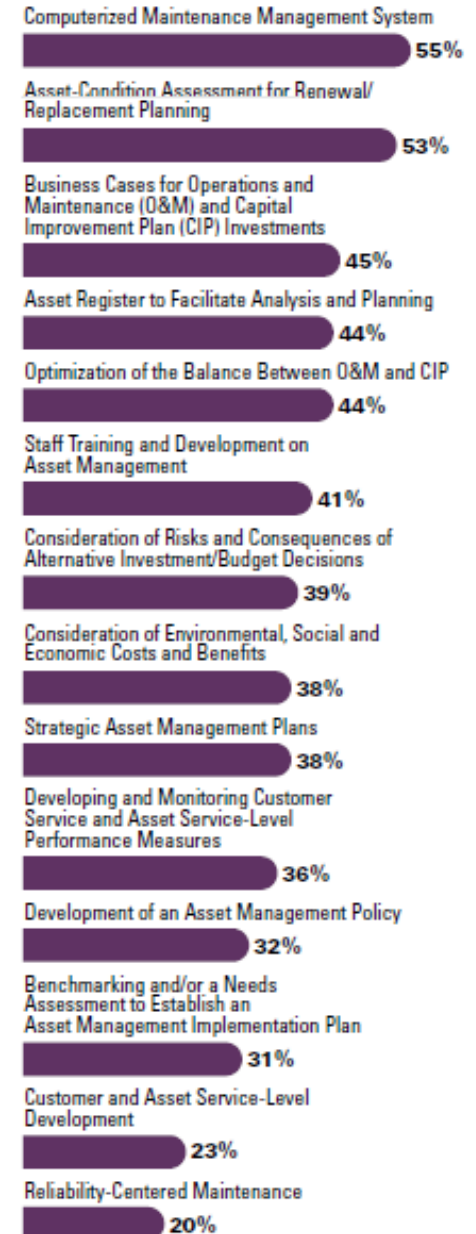 Computerized Maintenance Management System
55%
Asset-Condition Assessment for Renewal/
Replacement Planning
53%
Business Cases for Operations and
Maintenance (O&M) and Capital
Improvement Plan (CIP) Investments
45%
Asset Register to Facilitate Analysis and Planning
44%
Optimization of the Balance Between O&M and CIP
44%
Staff Training and Development on
Asset Management
41%
Consideration of Risks and Consequences of
Alternative Investment/Budget Decisions
39%
Consideration of Environmental, Social and
Economic Costs and Benefits
38%
Strategic Asset Management Plans
38%
Developing and Monitoring Customer
Service and Asset Service-Level
Performance Measures
36%
Development of an Asset Management Policy
32%
Benchmarking and/or a Needs
Assessment to Establish an
Asset Management Implementation Plan
31%
Customer and Asset Service-Level
Development
23%
Reliability-Centered Maintenance
20%